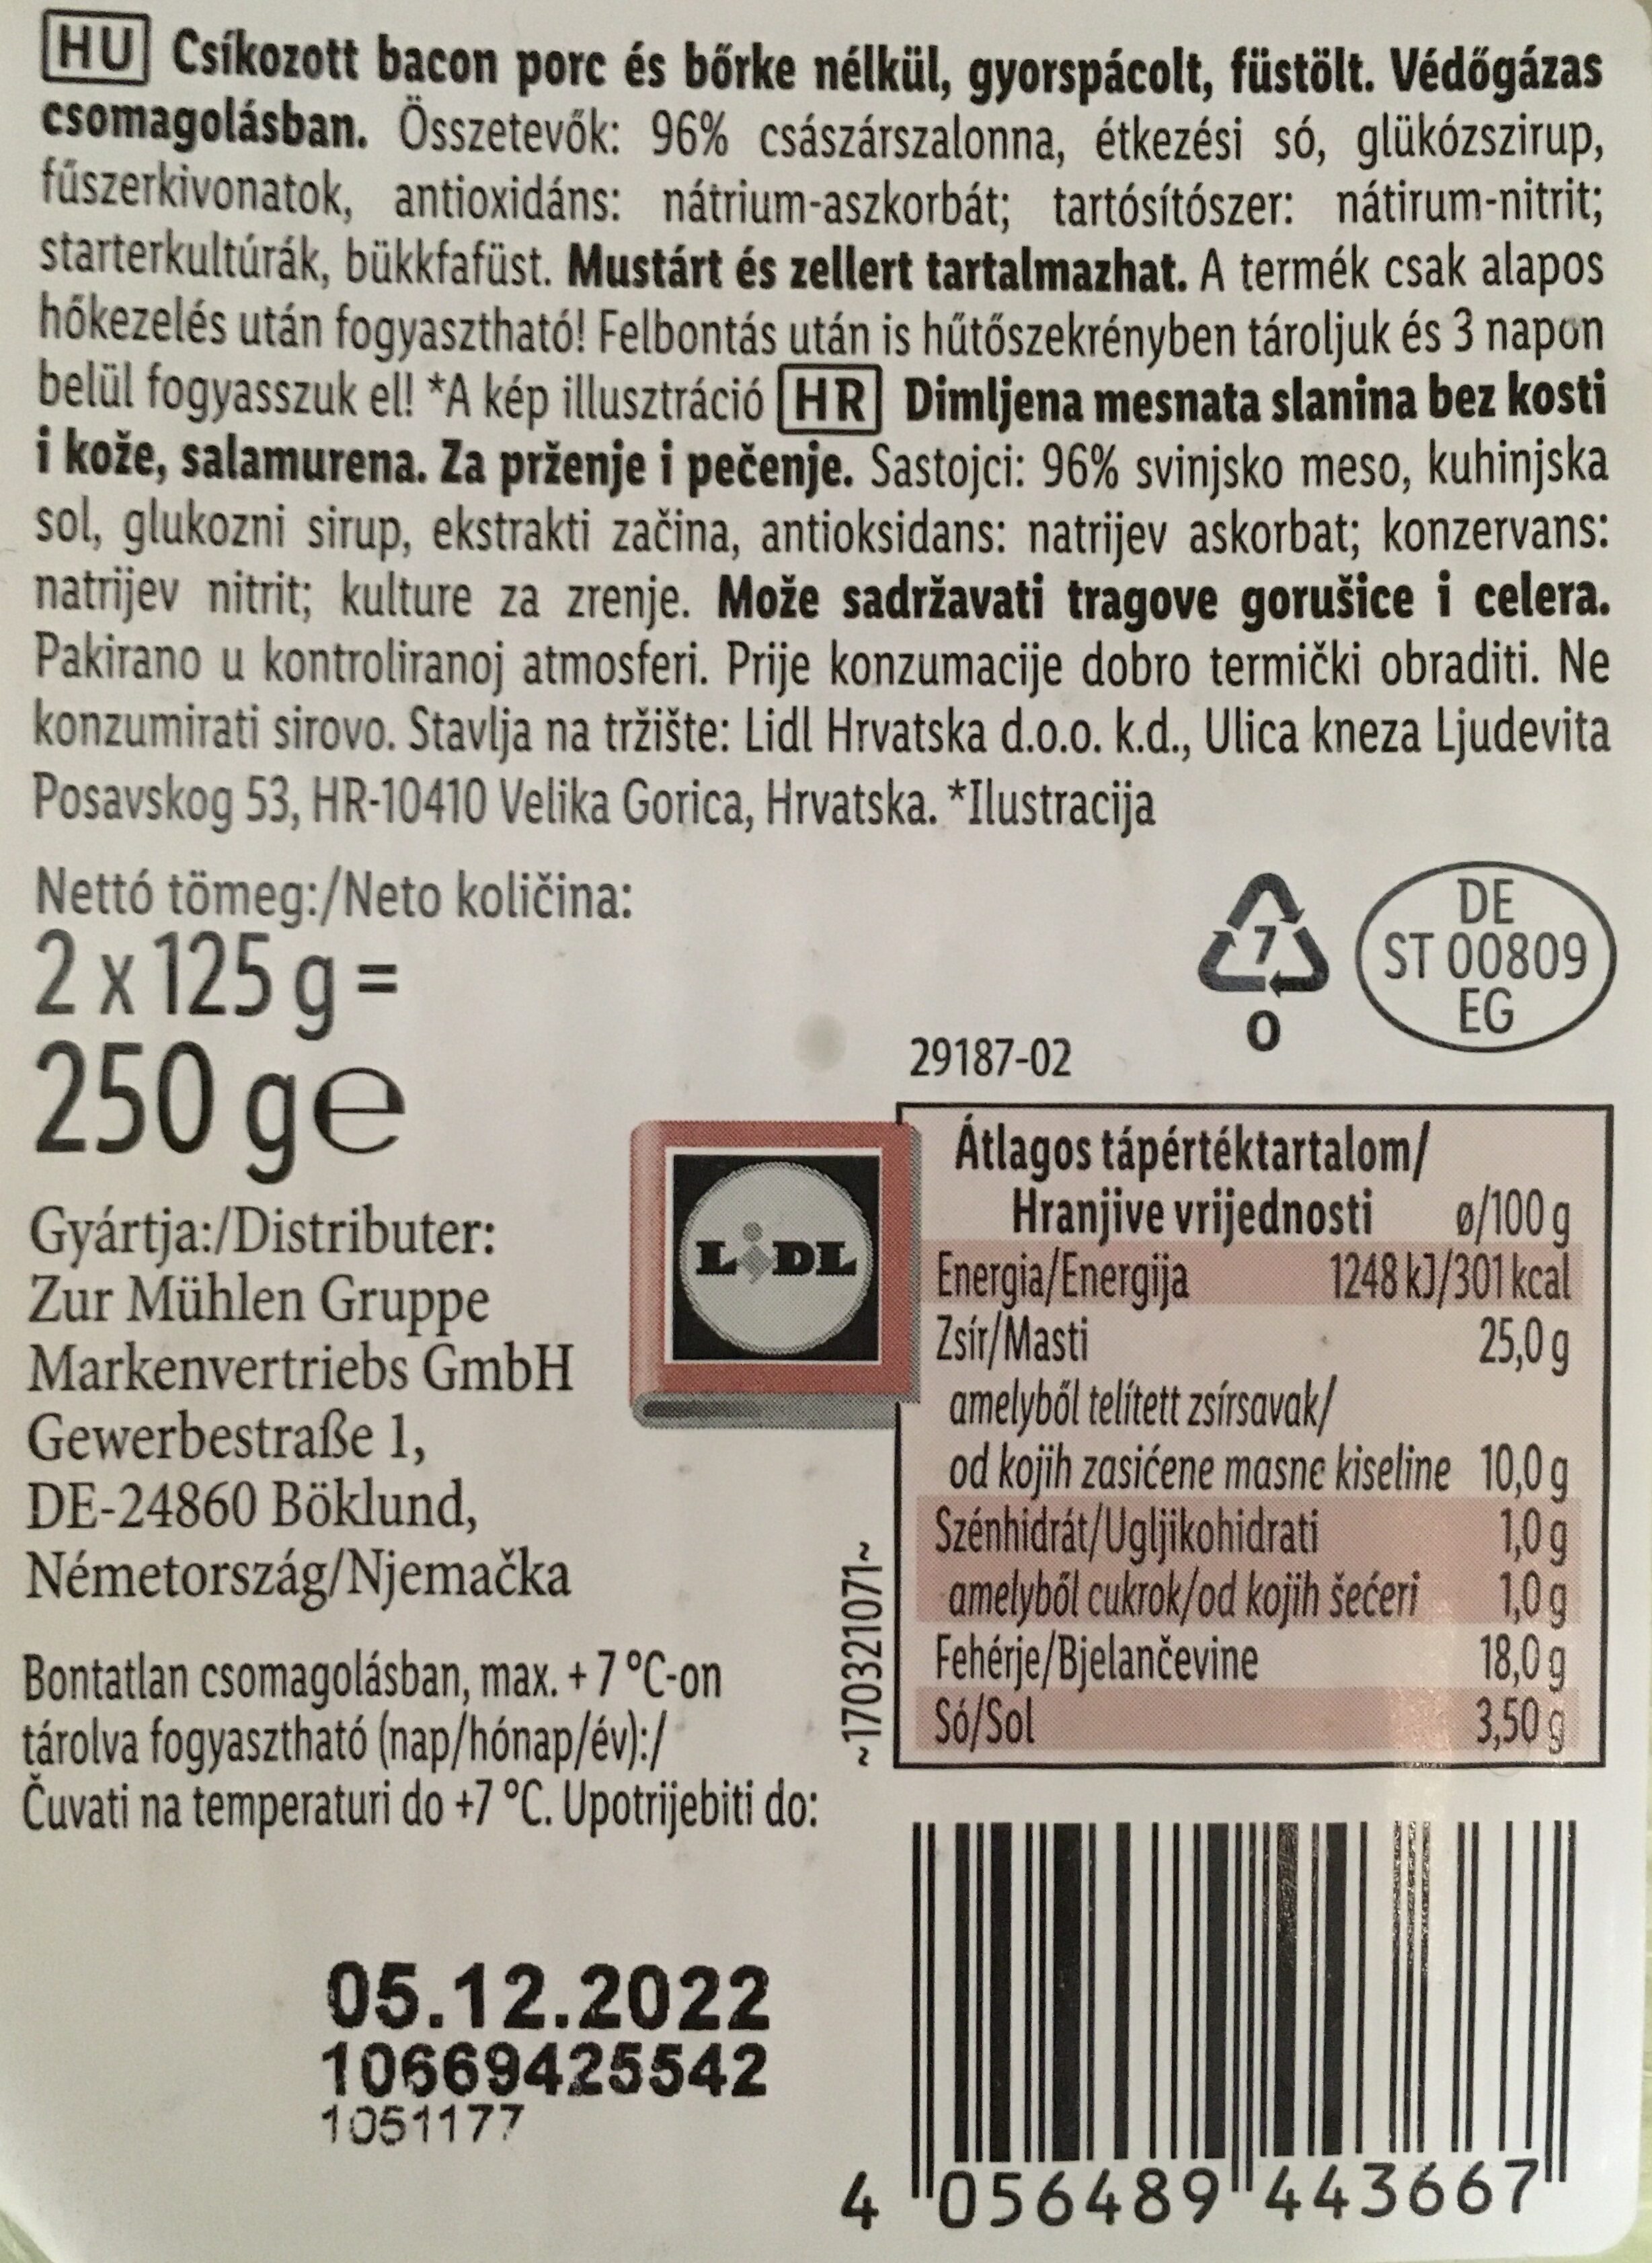 HU Csíkozott bacon porc és bőrke nélkül, gyorspácolt, füstölt. Védőgázas
csomagolásban. Összetevők: 96% császárszalonna, étkezési só, glükózszirup,
fűszerkivonatok, antioxidáns: nátrium-aszkorbát; tartósítószer: nátirum-nitrit;
starterkultúrák, bükkfafüst. Mustárt és zellert tartalmazhat. A termék csak alapos
hőkezelés után fogyasztható! Felbontás után is hűtőszekrényben tároljuk és 3 napon
belül fogyasszuk el! *A kép illusztráció HR Dimljena mesnata slanina bez kosti
i kože, salamurena. Za prženje i pečenje. Sastojci: 96% svinjsko meso, kuhinjska
sol, glukozni sirup, ekstrakti začina, antioksidans: natrijev askorbat; konzervans:
natrijev nitrit; kulture za zrenje. Može sadržavati tragove gorušice i celera.
Pakirano u kontroliranoj atmosferi. Prije konzumacije dobro termički obraditi. Ne
konzumirati sirovo. Stavlja na tržište: Lidl Hrvatska d.o.o. k.d., Ulica kneza Ljudevita
Posavskog 53, HR-10410 Velika Gorica, Hrvatska. *Ilustracija
Nettó tömeg:/Neto količina:
2 x 125 g =
250 g e
7
O
DE
ST 00809
EG
29187-02
Gyártja:/Distributer:
Zur Mühlen Gruppe
Markenvertriebs GmbH
Gewerbestraße 1,
DE-24860 Böklund,
Németország/Njemačka
LIDL
Átlagos tápértéktartalom/
Hranjive vrijednosti ø/100 g
Energia/Energija 1248 kJ/301 kcal
Zsír/Masti 25,0 g
amelyből telített zsírsavak/
od kojih zasićene masne kiseline 10,0 g
Szénhidrát/Ugljikohidrati 1,0 g
amelyből cukrok/od kojih šećeri 1,0 g
Fehérje/Bjelančevine 18,0 g
Só/Sol 3,50 g
~170321071~
Bontatlan csomagolásban, max. + 7 °C-on
tárolva fogyasztható (nap/hónap/év):/
Čuvati na temperaturi do +7 °C. Upotrijebiti do:
05.12.2022
10669425542
1051177
4 056489 443667